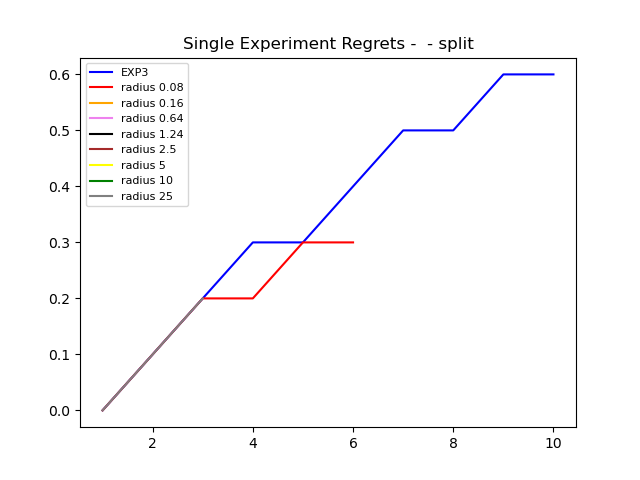 Single Experiment Regrets -  - split
0.6
0.5
0.4
0.3
0.2
0.1
0.0
EXP3
radius 0.08
radius 0.16
radius 0.64
radius 1.24
radius 2.5
radius 5
radius 10
radius 25
2 4 6 8 10